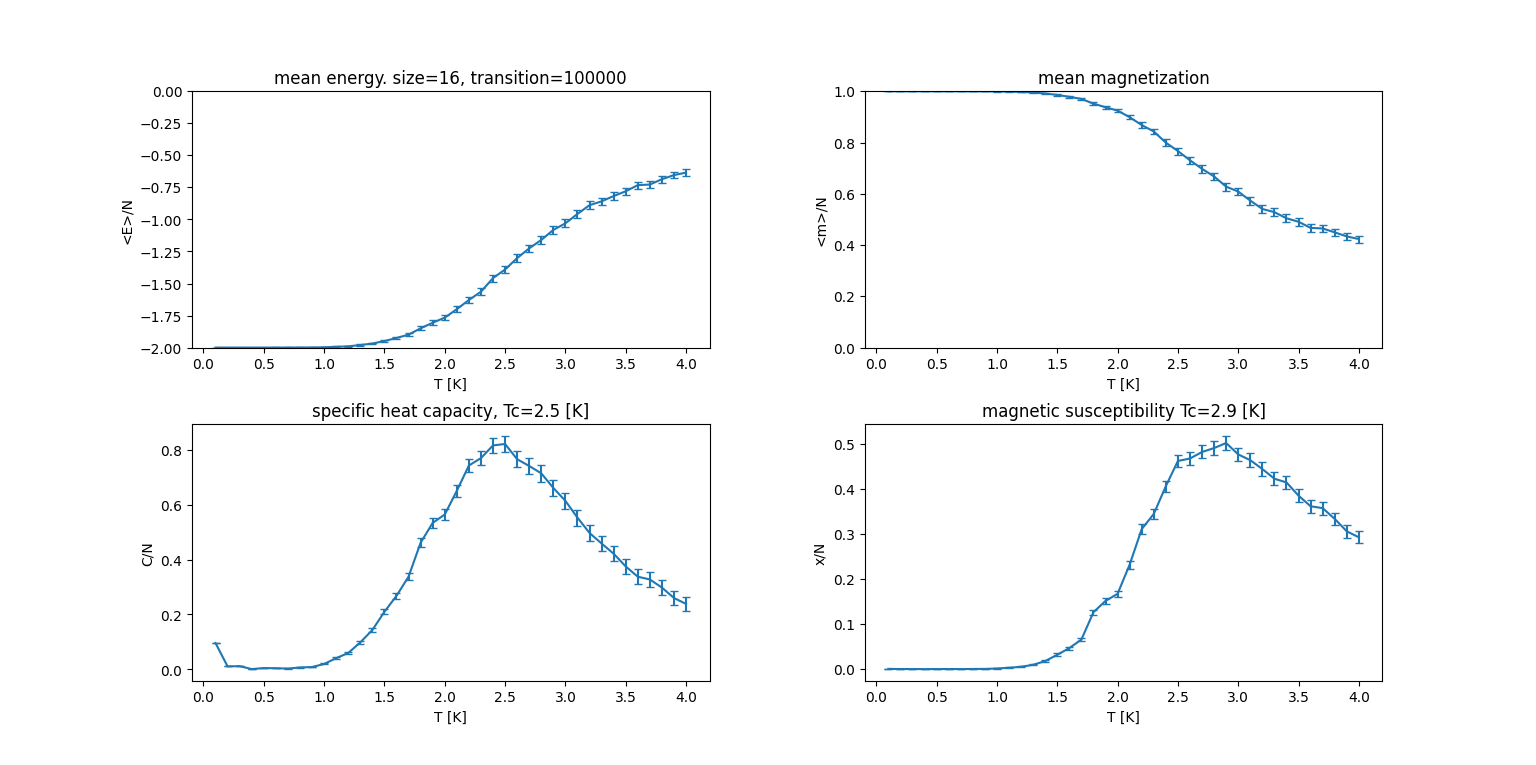 mean energy. size=16, transition=100000
0.00
−0.25
−0.50
−0.75
−1.00
−1.25
−1.50
−1.75
−2.00
<E>/N
0.0 0.5 1.0 1.5 2.0 2.5 3.0 3.5 4.0
T [K]
mean magnetization
1.0
0.8
0.6
0.4
0.2
0.0
<m>/N
0.0 0.5 1.0 1.5 2.0 2.5 3.0 3.5 4.0
T [K]
specific heat capacity, Tc=2.5 [K]
0.8
0.6
0.4
0.2
0.0
C/N
0.0 0.5 1.0 1.5 2.0 2.5 3.0 3.5 4.0
T [K]
magnetic susceptibility Tc=2.9 [K]
0.5
0.4
0.3
0.2
0.1
0.0
x/N
0.0 0.5 1.0 1.5 2.0 2.5 3.0 3.5 4.0
T [K]